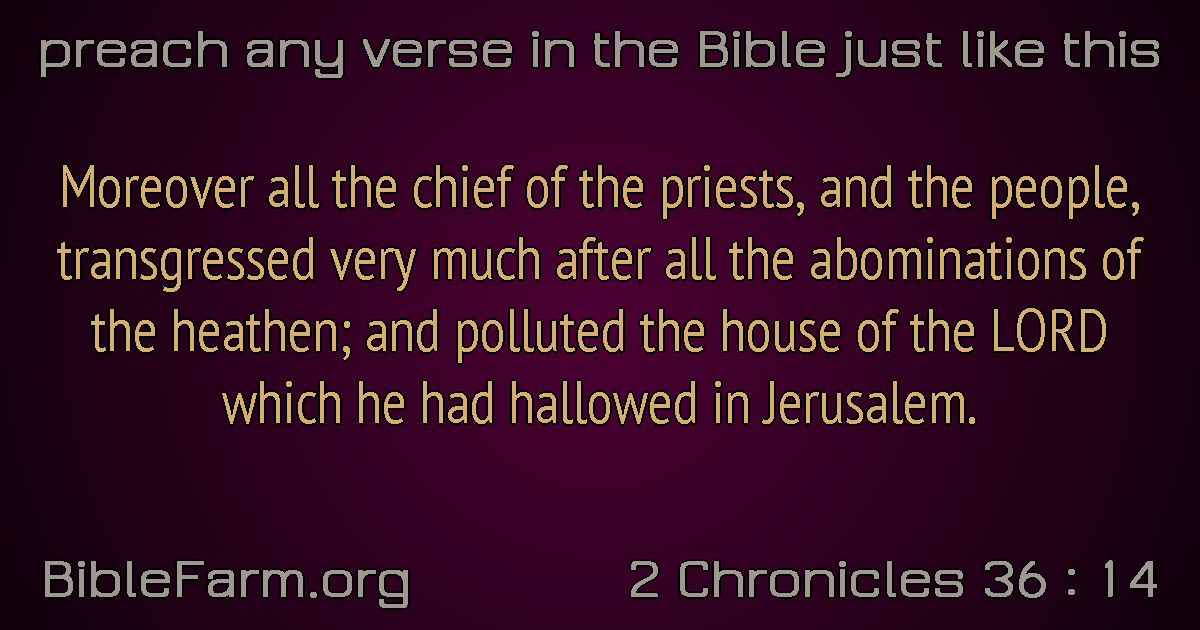 preach any verse in the Bible just like this
Moreover all the chief of the priests, and the people,
transgressed very much after all the abominations of
the heathen; and polluted the house of the LORD
which he had hallowed in Jerusalem.
BibleFarm.org
2 Chronicles 36 : 14